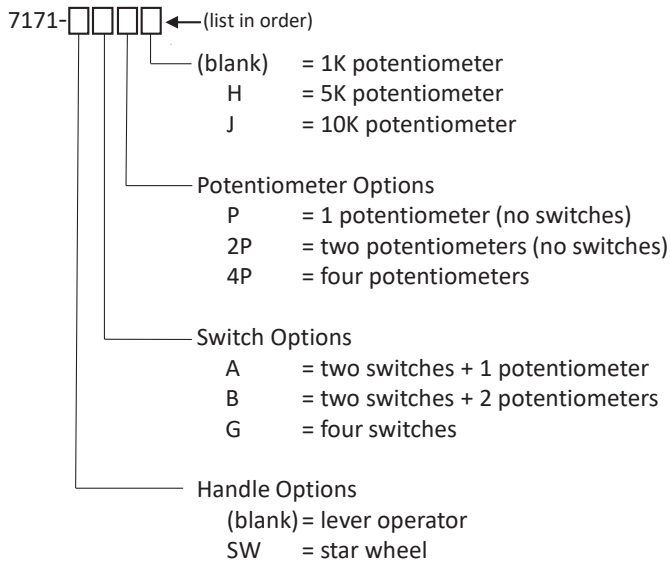 7171-
(list in order)
(blank) = 1K potentiometer
H = 5K potentiometer
J = 10K potentiometer
Potentiometer Options
P = 1 potentiometer (no switches)
2P = two potentiometers (no switches)
4P = four potentiometers
Switch Options
A = two switches + 1 potentiometer
B = two switches + 2 potentiometers
G = four switches
Handle Options
(blank) = lever operator
SW = star wheel